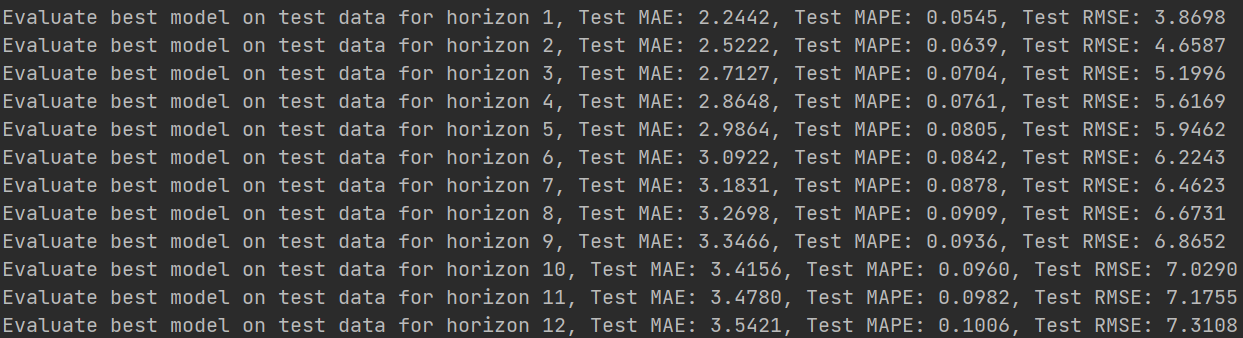 Evaluate best model on test data for horizon 1, Test MAE: 2.2442, Test MAPE: 0.0545, Test RMSE: 3.8698
Evaluate best model on test data for horizon 2, Test MAE: 2.5222, Test MAPE: 0.0639, Test RMSE: 4.6587
Evaluate best model on test data for horizon 3, Test MAE: 2.7127, Test MAPE: 0.0704, Test RMSE: 5.1996
Evaluate best model on test data for horizon 4, Test MAE: 2.8648, Test MAPE: 0.0761, Test RMSE: 5.6169
Evaluate best model on test data for horizon 5, Test MAE: 2.9864, Test MAPE: 0.0805, Test RMSE: 5.9462
Evaluate best model on test data for horizon 6, Test MAE: 3.0922, Test MAPE: 0.0842, Test RMSE: 6.2243
Evaluate best model on test data for horizon 7, Test MAE: 3.1831, Test MAPE: 0.0878, Test RMSE: 6.4623
Evaluate best model on test data for horizon 8, Test MAE: 3.2698, Test MAPE: 0.0909, Test RMSE: 6.6731
Evaluate best model on test data for horizon 9, Test MAE: 3.3466, Test MAPE: 0.0936, Test RMSE: 6.8652
Evaluate best model on test data for horizon 10, Test MAE: 3.4156, Test MAPE: 0.0960, Test RMSE: 7.0290
Evaluate best model on test data for horizon 11, Test MAE: 3.4780, Test MAPE: 0.0982, Test RMSE: 7.1755
Evaluate best model on test data for horizon 12, Test MAE: 3.5421, Test MAPE: 0.1006, Test RMSE: 7.3108